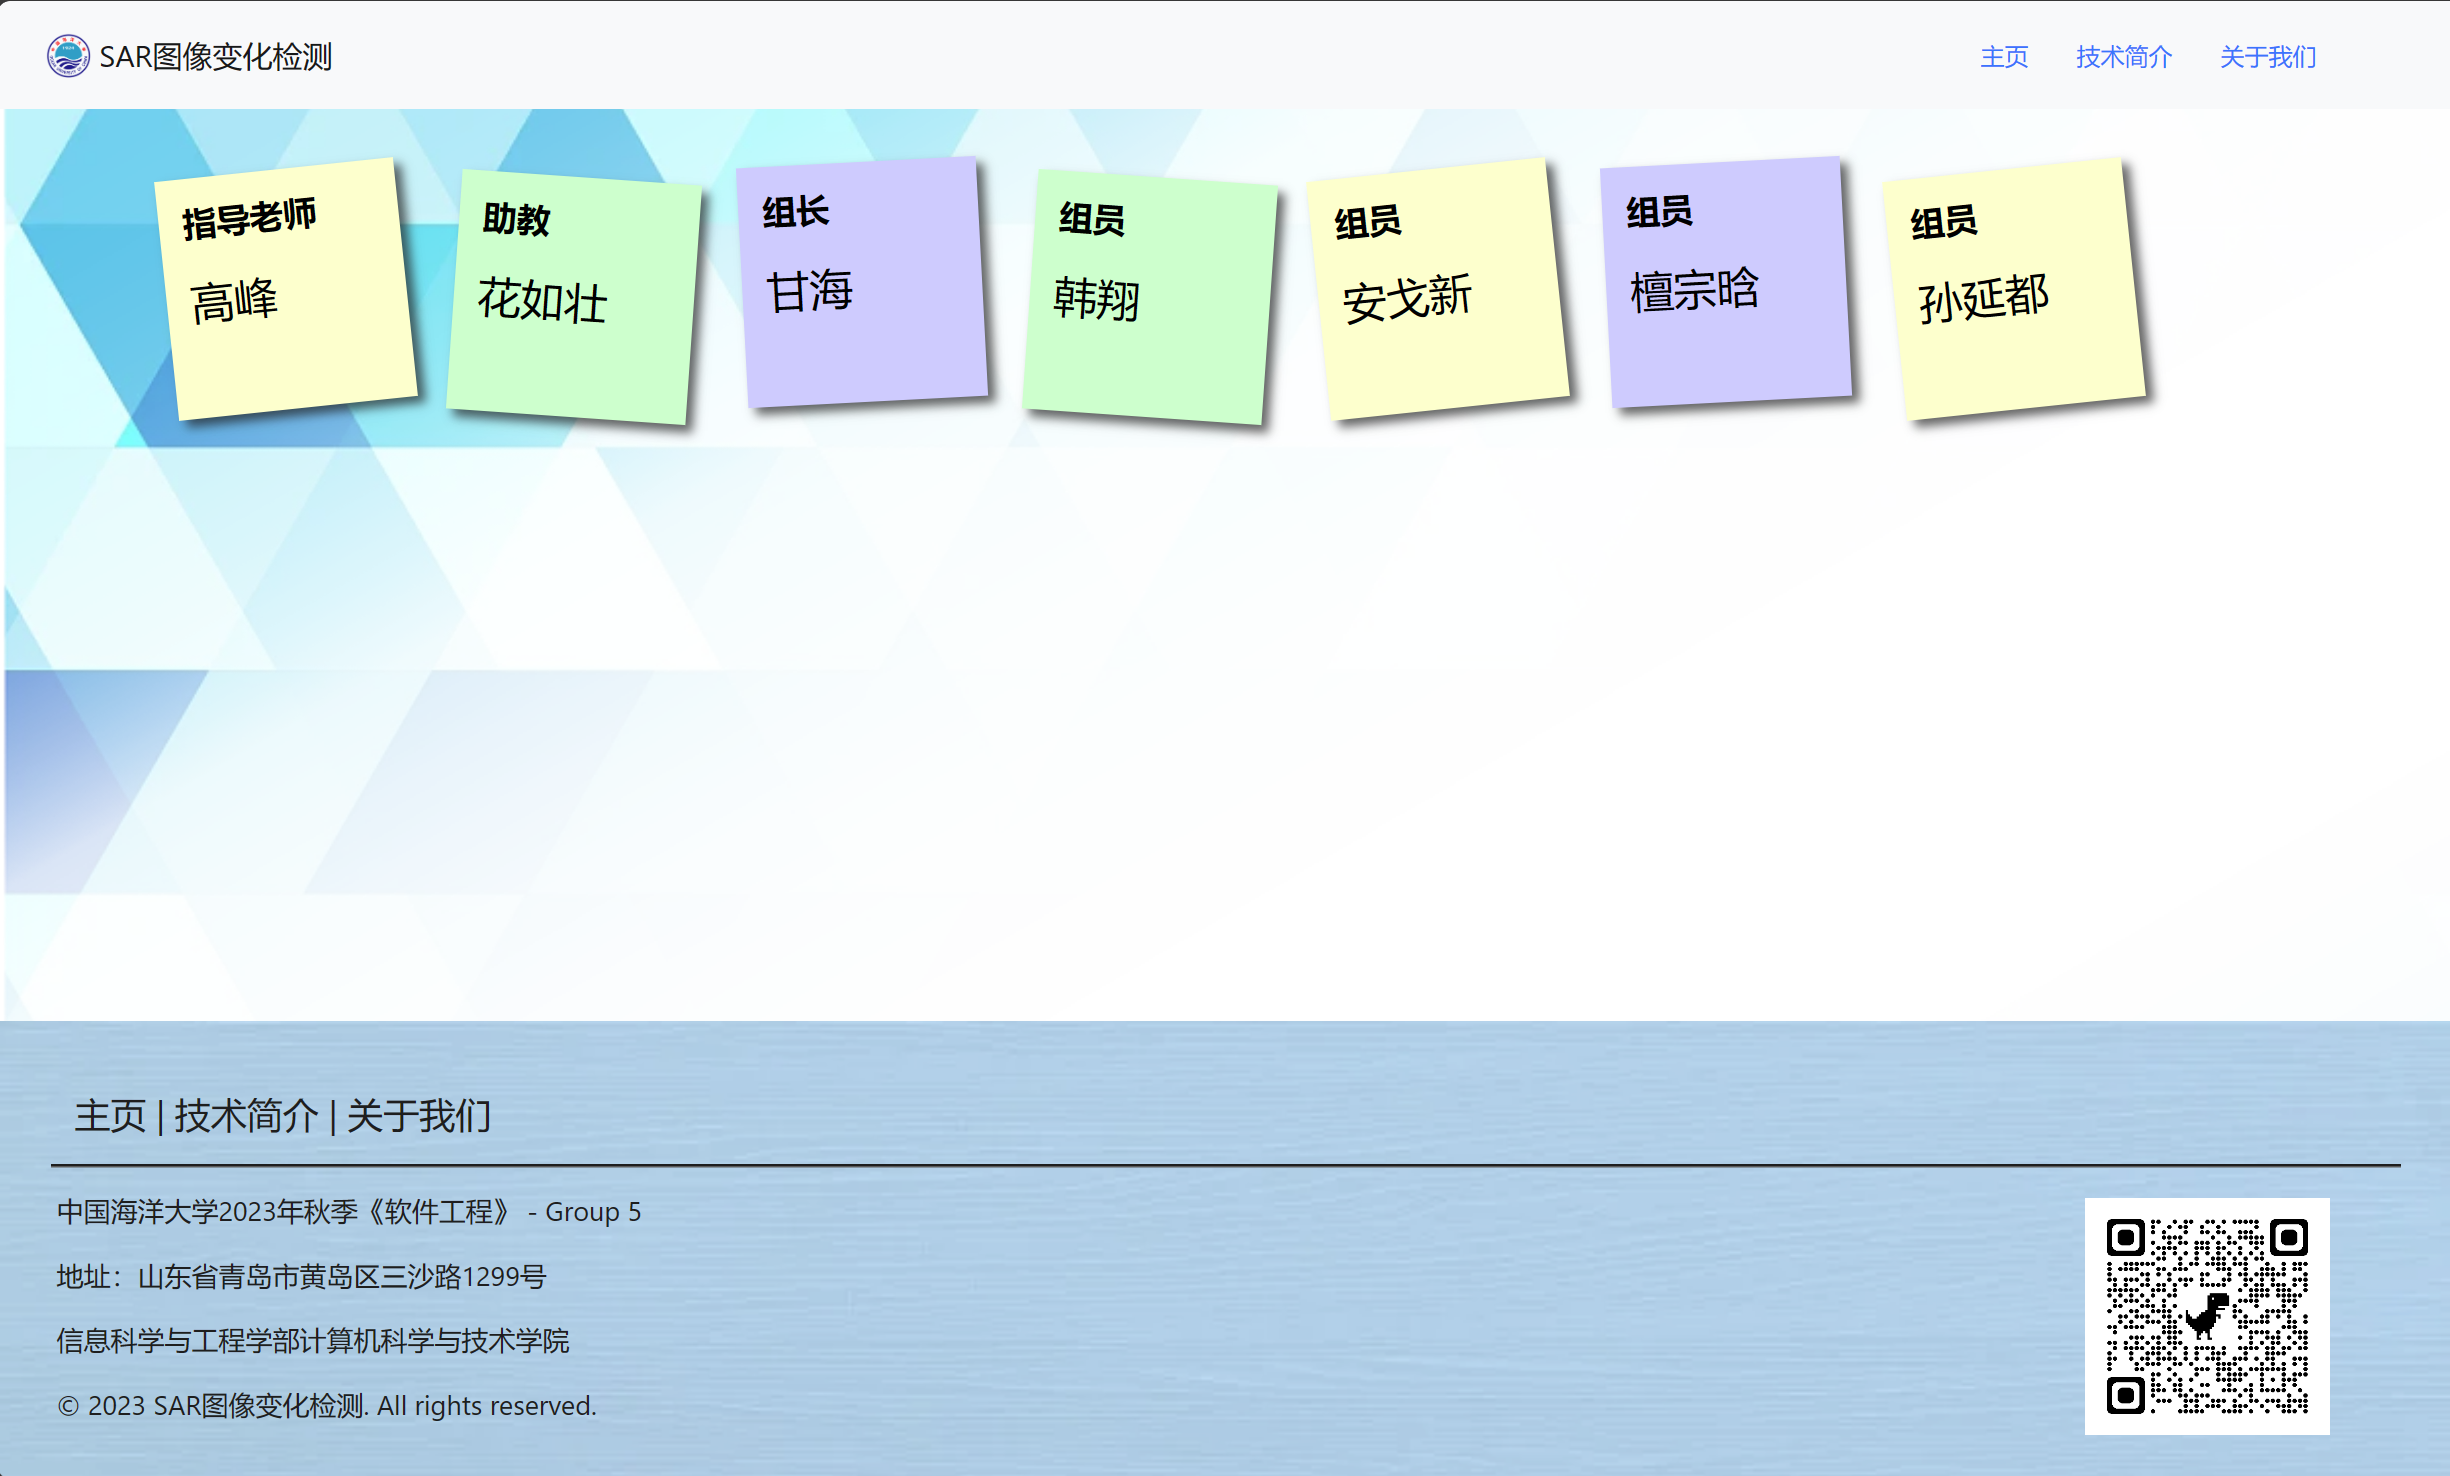 SAR图像变化检测
主页 技术简介 关于我们
指导老师
高峰
助教
花如壮
组长
甘海
组员
韩翔
组员
安戈新
组员
檀宗晗
组员
孙延都
主页 | 技术简介 | 关于我们
中国海洋大学2023年秋季《软件工程》 - Group 5
地址：山东省青岛市黄岛区三沙路1299号
信息科学与工程学部计算机科学与技术学院
© 2023 SAR图像变化检测. All rights reserved.